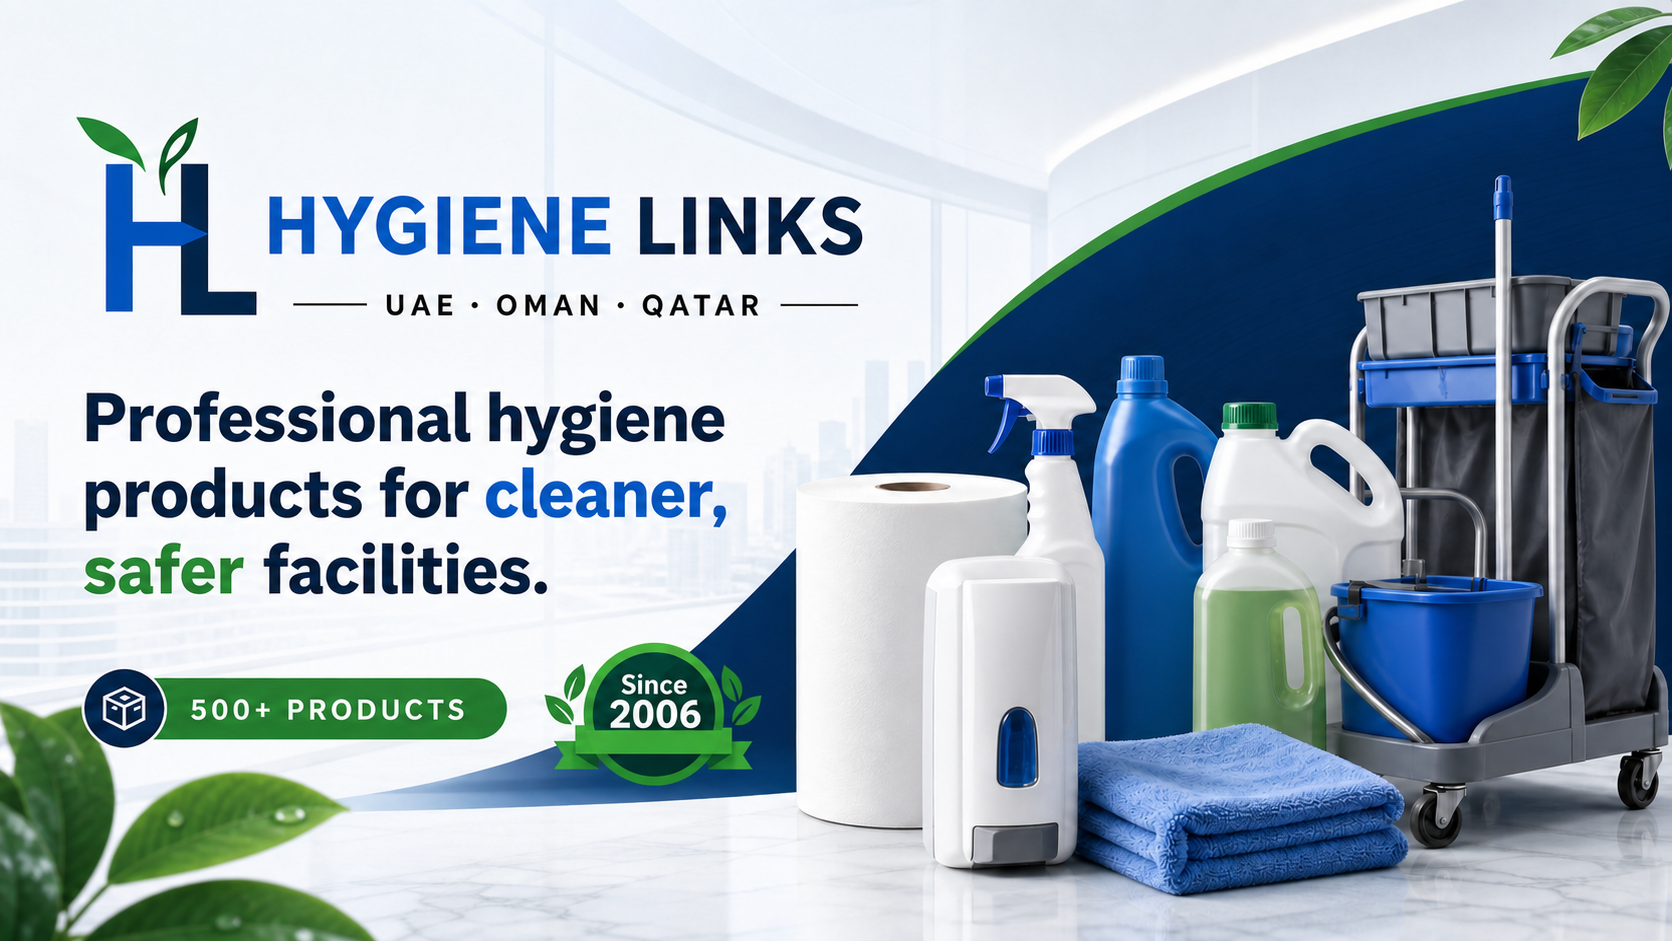 HL
HYGIENE LINKS
UAE • OMAN • QATAR
Professional hygiene
products for cleaner,
safer facilities.
500+ PRODUCTS
Since
2006